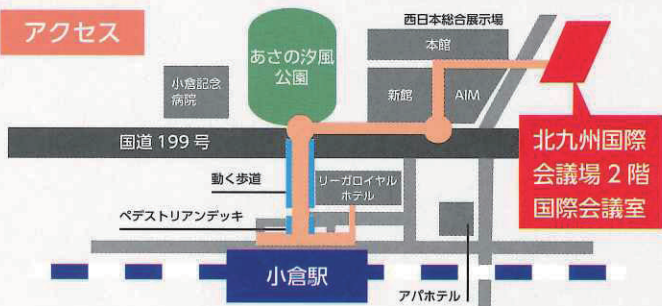 アクセス
西日本総合展示場
本館
あさの汐風
公園
小倉記念
病院
新館
AIM
国道199号
北九州国際
会議場2階
国際会議室
動く歩道
リーガロイヤル
ホテル
ペデストリアンデッキ
小倉駅
アパホテル